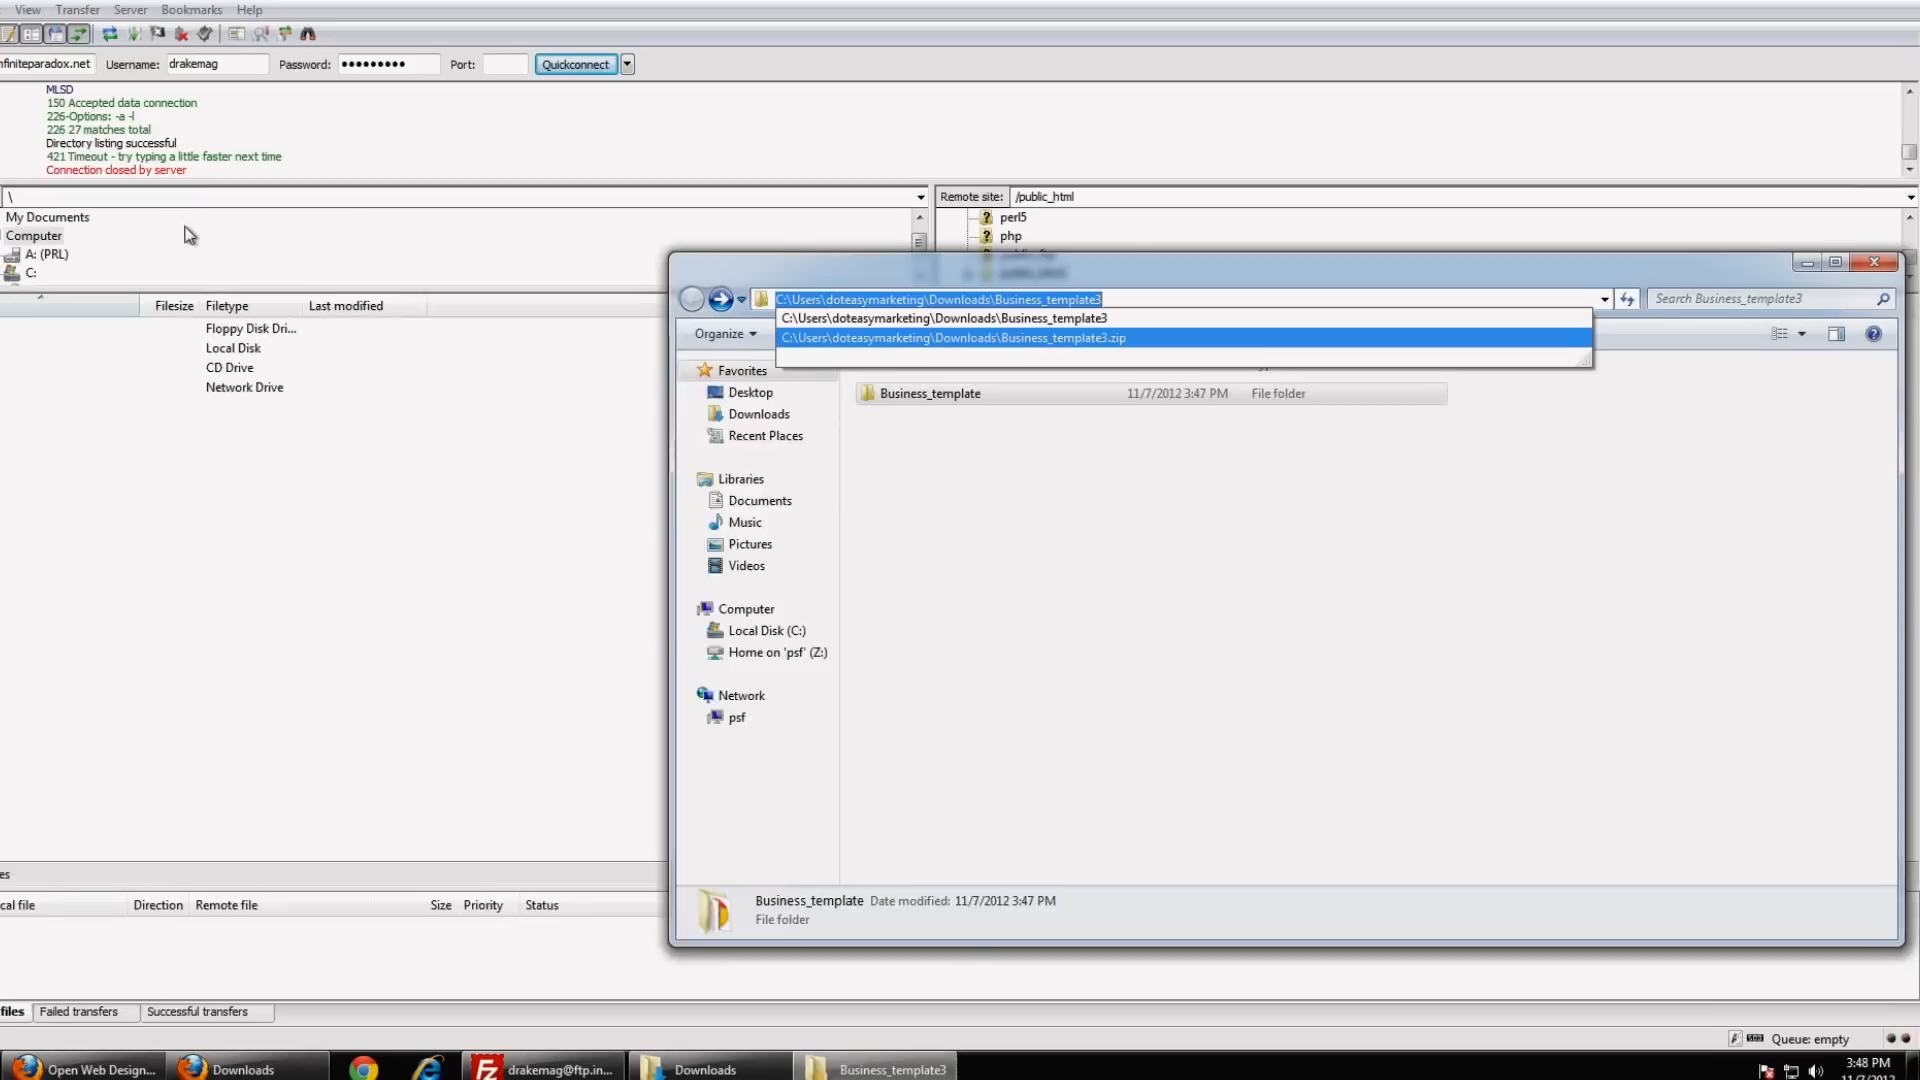 View Transfer Server Bookmarks Help
nfiniteparadox.net Username: drakemag Password: ••••••••• Port: Quickconnect
MLSD
150 Accepted data connection
226-Options: -a -l
226 27 matches total
Directory listing successful
421 Timeout - try typing a little faster next time
Connection closed by server
\
Remote site: /public_html
My Documents
Computer
A: (PRL)
C:
perl5
php
public_html
Filesize Filetype Last modified
Floppy Disk Dri...
Local Disk
CD Drive
Network Drive
C:\Users\doteasymarketing\Downloads\Business_template3
Search Business_template3
C:\Users\doteasymarketing\Downloads\Business_template3
C:\Users\doteasymarketing\Downloads\Business_template3.zip
Organize
Favorites
Desktop
Downloads
Recent Places
Libraries
Documents
Music
Pictures
Videos
Computer
Local Disk (C:)
Home on 'psf' (Z:)
Network
psf
Business_template 11/7/2012 3:47 PM File folder
Business_template Date modified: 11/7/2012 3:47 PM
File folder
es
cal file Direction Remote file Size Priority Status
files Failed transfers Successful transfers
Queue: empty
Open Web Design... Downloads drakemag@ftp.in... Downloads Business_template3
3:48 PM
11/7/2012